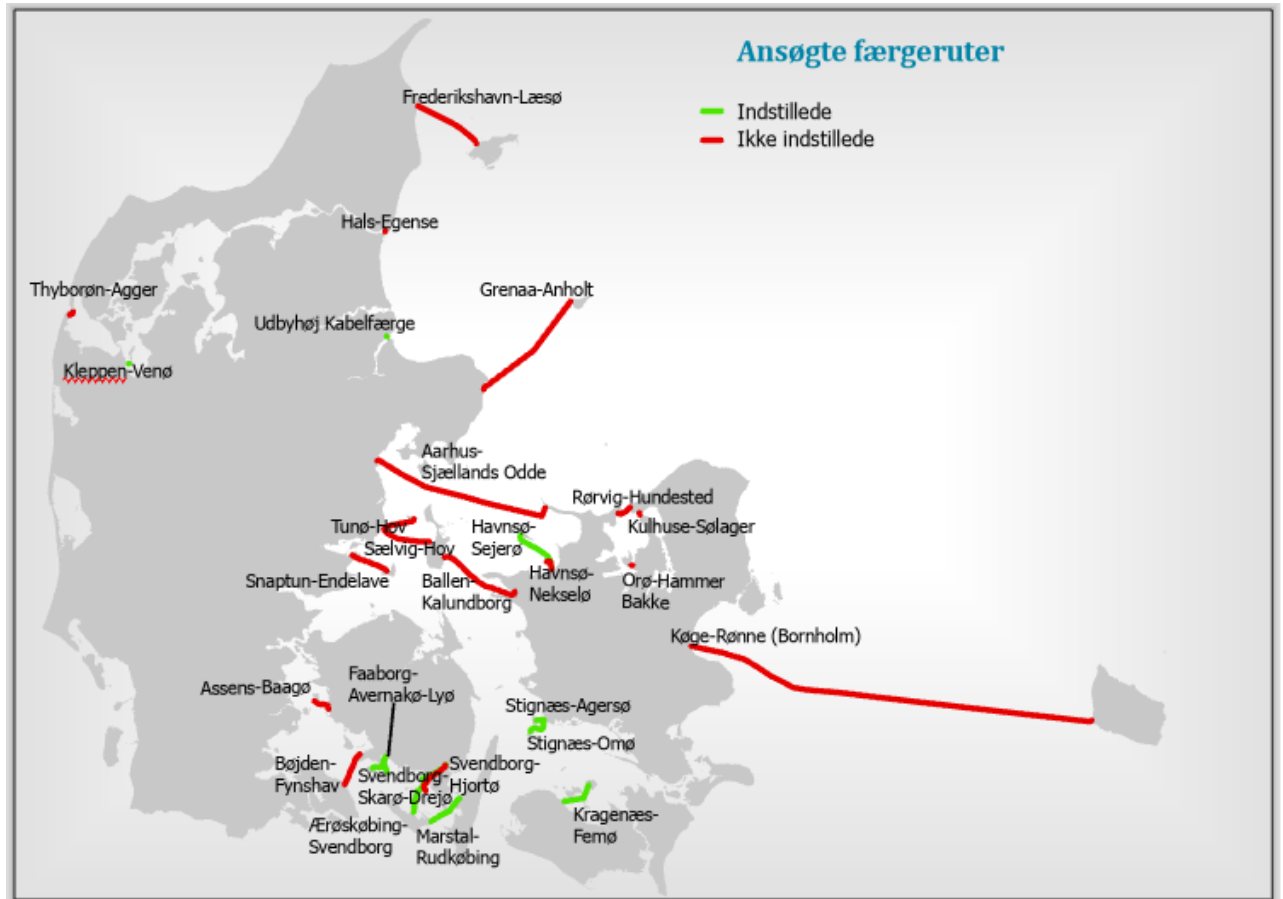 Ansøgte færgeruter
Indstillede
Ikke indstillede
Frederikshavn-Læsø
Hals-Egense
Thyborøn-Agger
Grenaa-Anholt
Udbyhøj Kabelfærge
Kleppen-Venø
Aarhus-
Sjællands Odde
Rørvig-Hundested
Kulhuse-Sølager
Tunø-Hov
Sælvig-Hov
Havnsø-
Sejerø
Snaptun-Endelave
Ballen-
Kalundborg
Havnsø-
Nekselø
Orø-Hammer
Bakke
Køge-Rønne (Bornholm)
Faaborg-
Avernakø-Lyø
Assens-Baagø
Stignæs-Agersø
Stignæs-Omø
Bøjden-
Fynshav
Svendborg-
Skarø-Drejø
Svendborg-
Hjortø
Ærøskøbing-
Svendborg
Marstal-
Rudkøbing
Kragenæs-
Femø